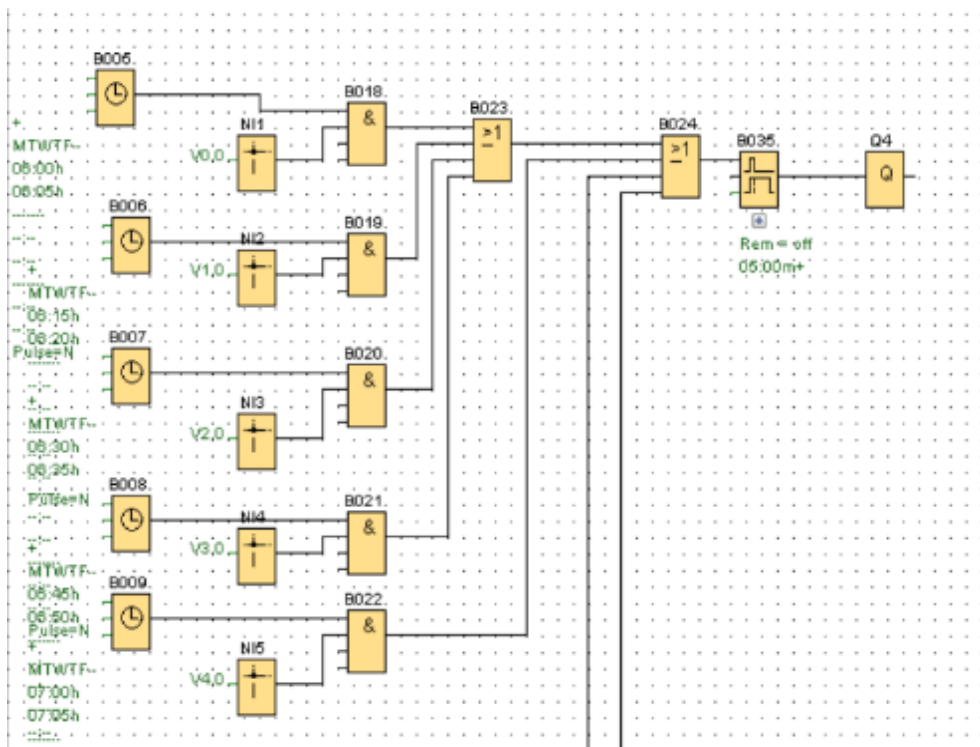 B005
B018
B023
NI1
&
≥1
B024
Q4
+
MTWTF--
V0.0
≥1
B035
Q
06:00h
06:05h
B006
B019
NI2
&
Rem = off
05:00m+
--:--
--:--
+
V1.0
MTWTF--
06:15h
06:20h
B007
B020
Pulse=N
&
--:--
+
NI3
MTWTF--
V2.0
06:30h
06:35h
B008
B021
Pulse=N
&
--:--
--:--
NI4
+
V3.0
MTWTF--
B009
06:45h
B022
06:50h
&
Pulse=N
+
NI5
MTWTF--
V4.0
07:00h
07:05h
--:--